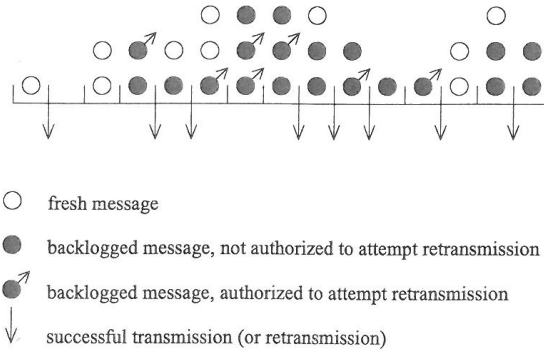 fresh message
backlogged message, not authorized to attempt retransmission
backlogged message, authorized to attempt retransmission
successful transmission (or retransmission)